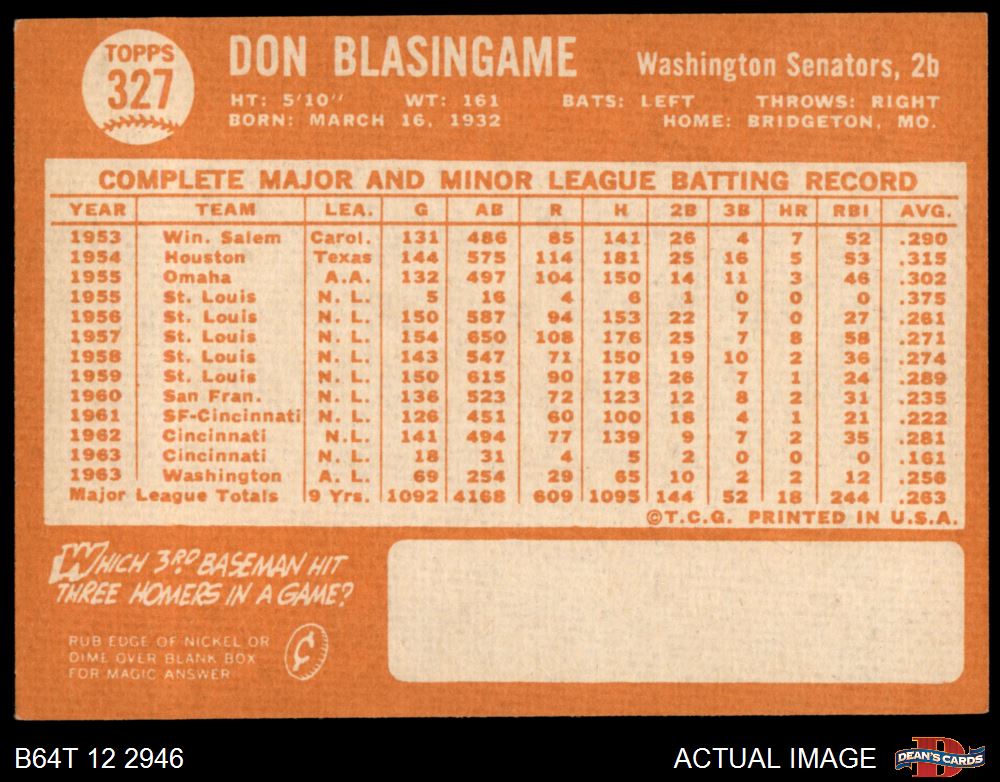 TOPPS
327
DON BLASINGAME
Washington Senators, 2b
HT: 5'10" WT: 161 BATS: LEFT THROWS: RIGHT
BORN: MARCH 16, 1932 HOME: BRIDGETON, MO.
COMPLETE MAJOR AND MINOR LEAGUE BATTING RECORD
YEAR TEAM LEA. G AB R H 2B 3B HR RBI AVG.
1953 Win. Salem Carol. 131 486 85 141 26 4 7 52 .290
1954 Houston Texas 144 575 114 181 25 16 5 53 .315
1955 Omaha A.A. 132 497 104 150 14 11 3 46 .302
1955 St. Louis N. L. 5 16 4 6 1 0 0 0 .375
1956 St. Louis N. L. 150 587 94 153 22 7 0 27 .261
1957 St. Louis N. L. 154 650 108 176 25 7 8 58 .271
1958 St. Louis N. L. 143 547 71 150 19 10 2 36 .274
1959 St. Louis N. L. 150 615 90 178 26 7 1 24 .289
1960 San Fran. N. L. 136 523 72 123 12 8 2 31 .235
1961 SF-Cincinnati N. L. 126 451 60 100 18 4 1 21 .222
1962 Cincinnati N.L. 141 494 77 139 9 7 2 35 .281
1963 Cincinnati N. L. 18 31 4 5 2 0 0 0 .161
1963 Washington A. L. 69 254 29 65 10 2 2 12 .256
Major League Totals 9 Yrs. 1092 4168 609 1095 144 52 18 244 .263
©T.C.G. PRINTED IN U.S.A.
WHICH 3RD BASEMAN HIT
THREE HOMERS IN A GAME?
RUB EDGE OF NICKEL OR
DIME OVER BLANK BOX
FOR MAGIC ANSWER
¢
B64T 12 2946
ACTUAL IMAGE
D
DEAN'S CARDS